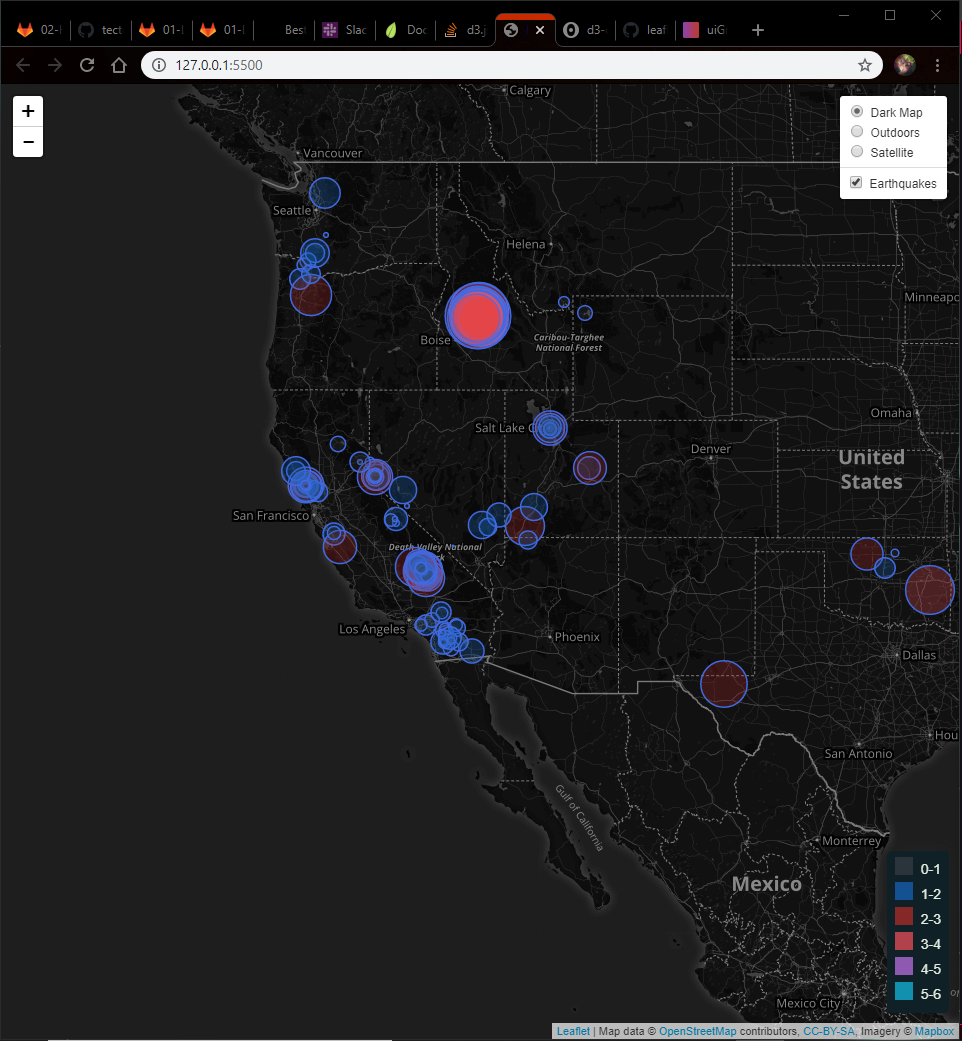 02-
tect
01-
01-
Best
Slac
Doc
d3.j
d3-
leaf
uiG
127.0.0.1:5500
+
−
Dark Map
Outdoors
Satellite
Earthquakes
Calgary
Vancouver
Seattle
Helena
Minneapo
Boise
Caribou-Targhee
National Forest
Omaha
Salt Lake C
Denver
United
States
San Francisco
Death Valley National
Los Angeles
Phoenix
Dallas
Hou
San Antonio
Gulf of California
Monterrey
Mexico
Mexico City
0-1
1-2
2-3
3-4
4-5
5-6
Leaflet | Map data © OpenStreetMap contributors, CC-BY-SA, Imagery © Mapbox